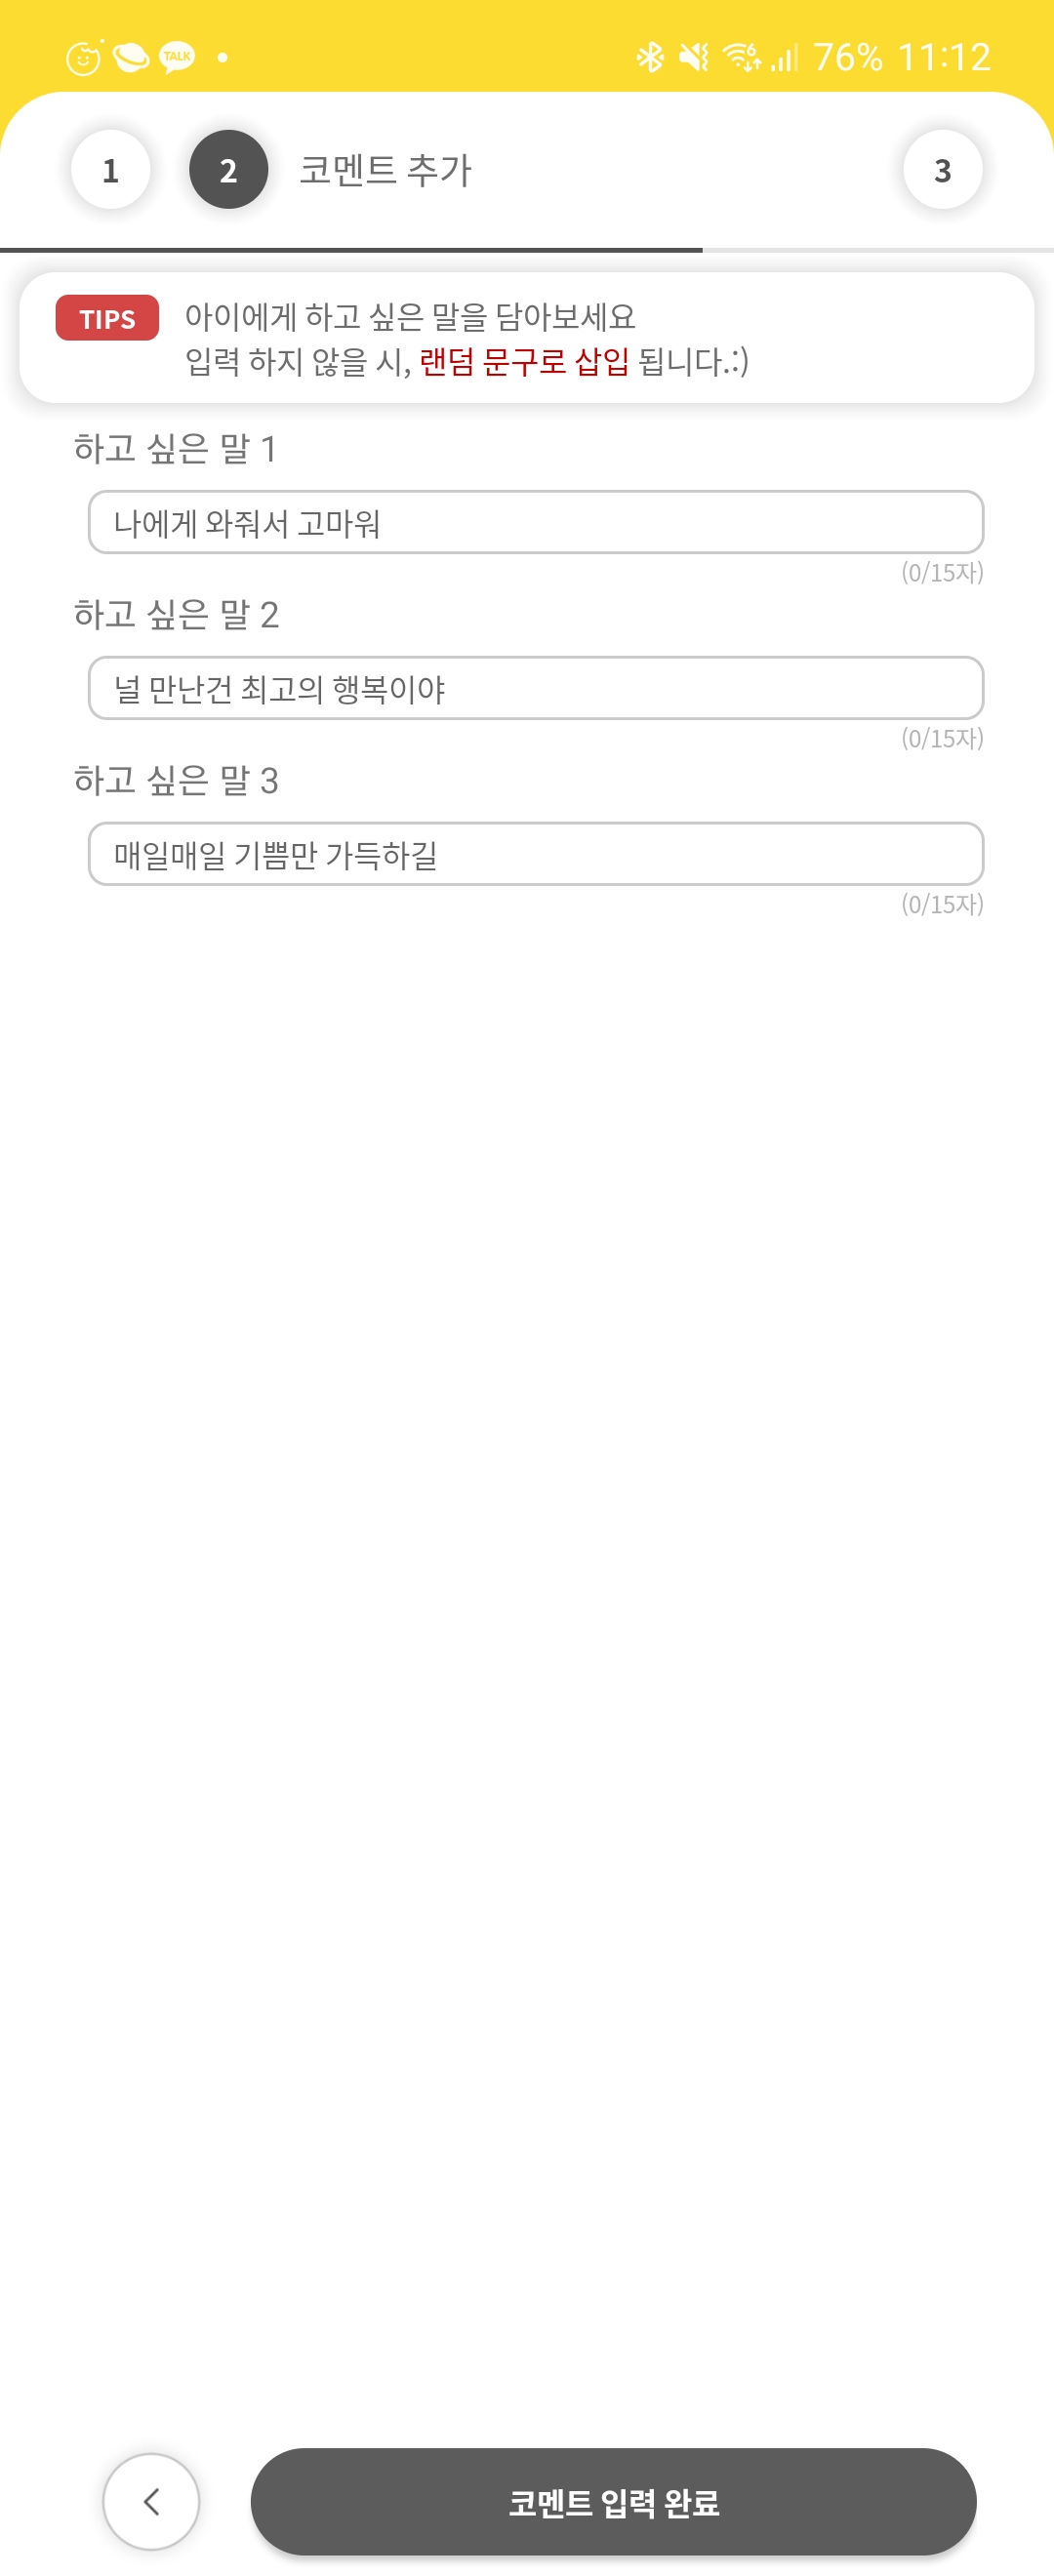 TALK
76% 11:12
1 2 코멘트 추가 3
TIPS 아이에게 하고 싶은 말을 담아보세요
입력 하지 않을 시, 랜덤 문구로 삽입 됩니다.:)
하고 싶은 말 1
나에게 와줘서 고마워
(0/15자)
하고 싶은 말 2
널 만난건 최고의 행복이야
(0/15자)
하고 싶은 말 3
매일매일 기쁨만 가득하길
(0/15자)
코멘트 입력 완료